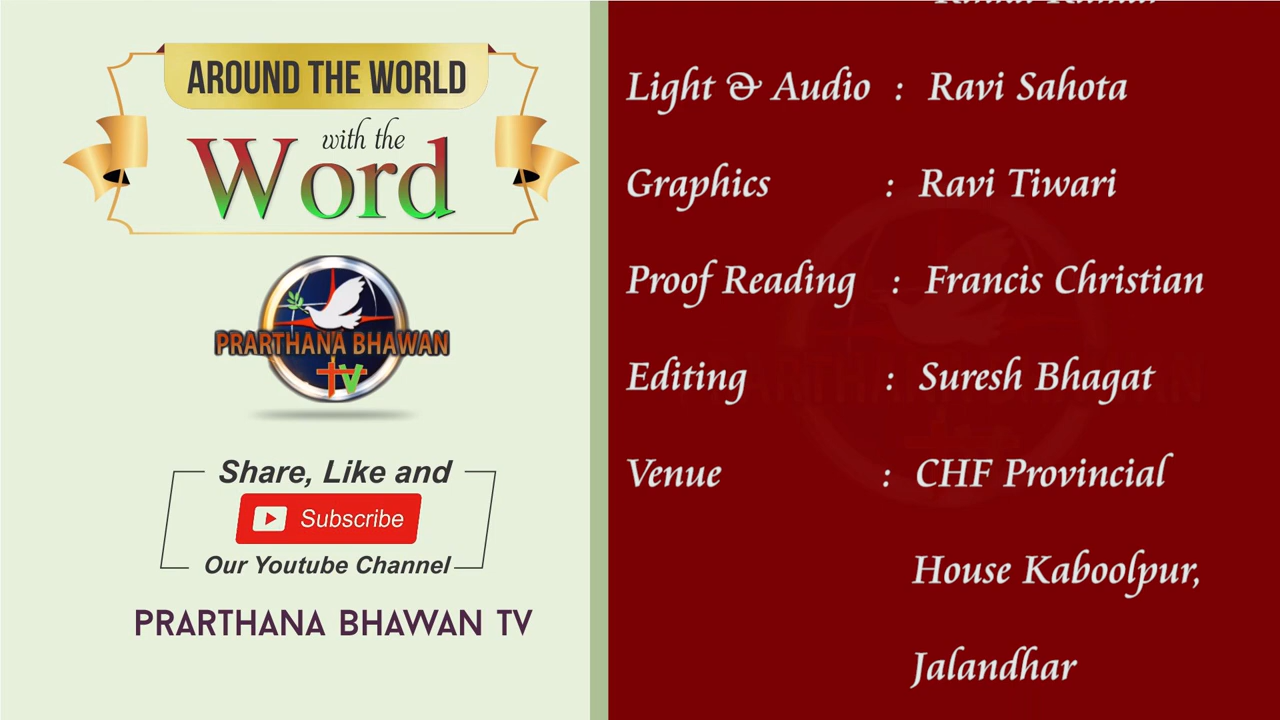 AROUND THE WORLD
with the
Word
PRARTHANA BHAWAN
tv
Share, Like and
Subscribe
Our Youtube Channel
PRARTHANA BHAWAN TV
Light & Audio : Ravi Sahota
Graphics : Ravi Tiwari
Proof Reading : Francis Christian
Editing : Suresh Bhagat
Venue : CHF Provincial
House Kaboolpur,
Jalandhar